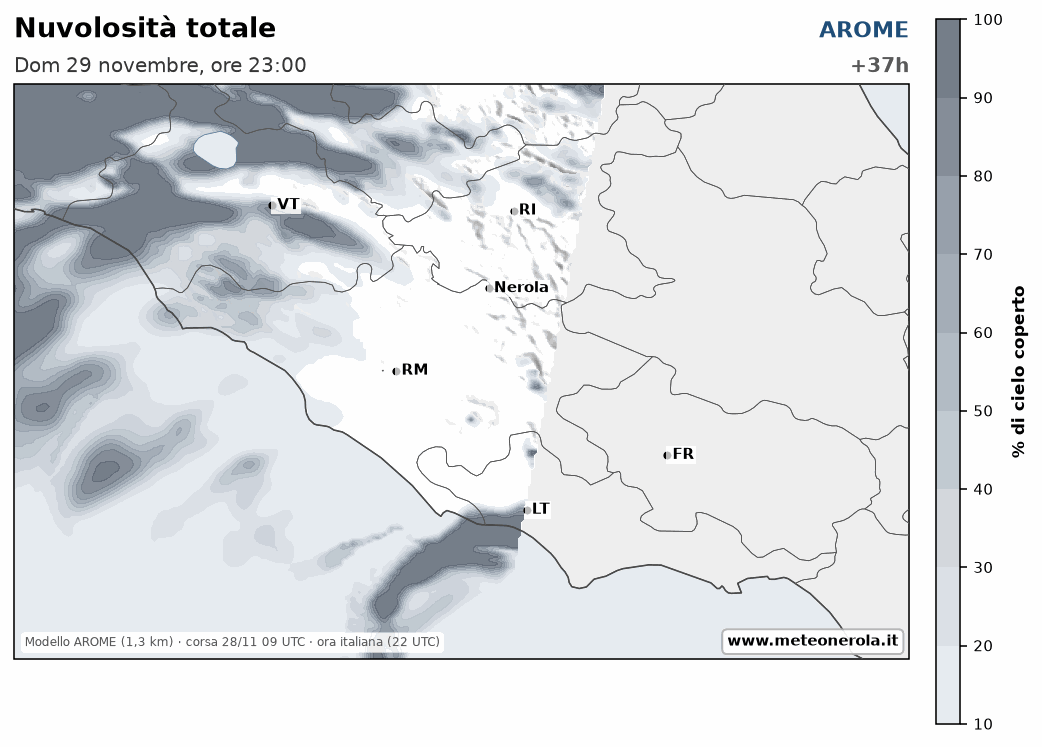 Nuvolosità totale
AROME
Dom 29 novembre, ore 23:00
+37h
100
90
80
70
60
50
40
30
20
10
% di cielo coperto
VT
RI
Nerola
RM
FR
LT
Modello AROME (1,3 km) · corsa 28/11 09 UTC · ora italiana (22 UTC)
www.meteonerola.it